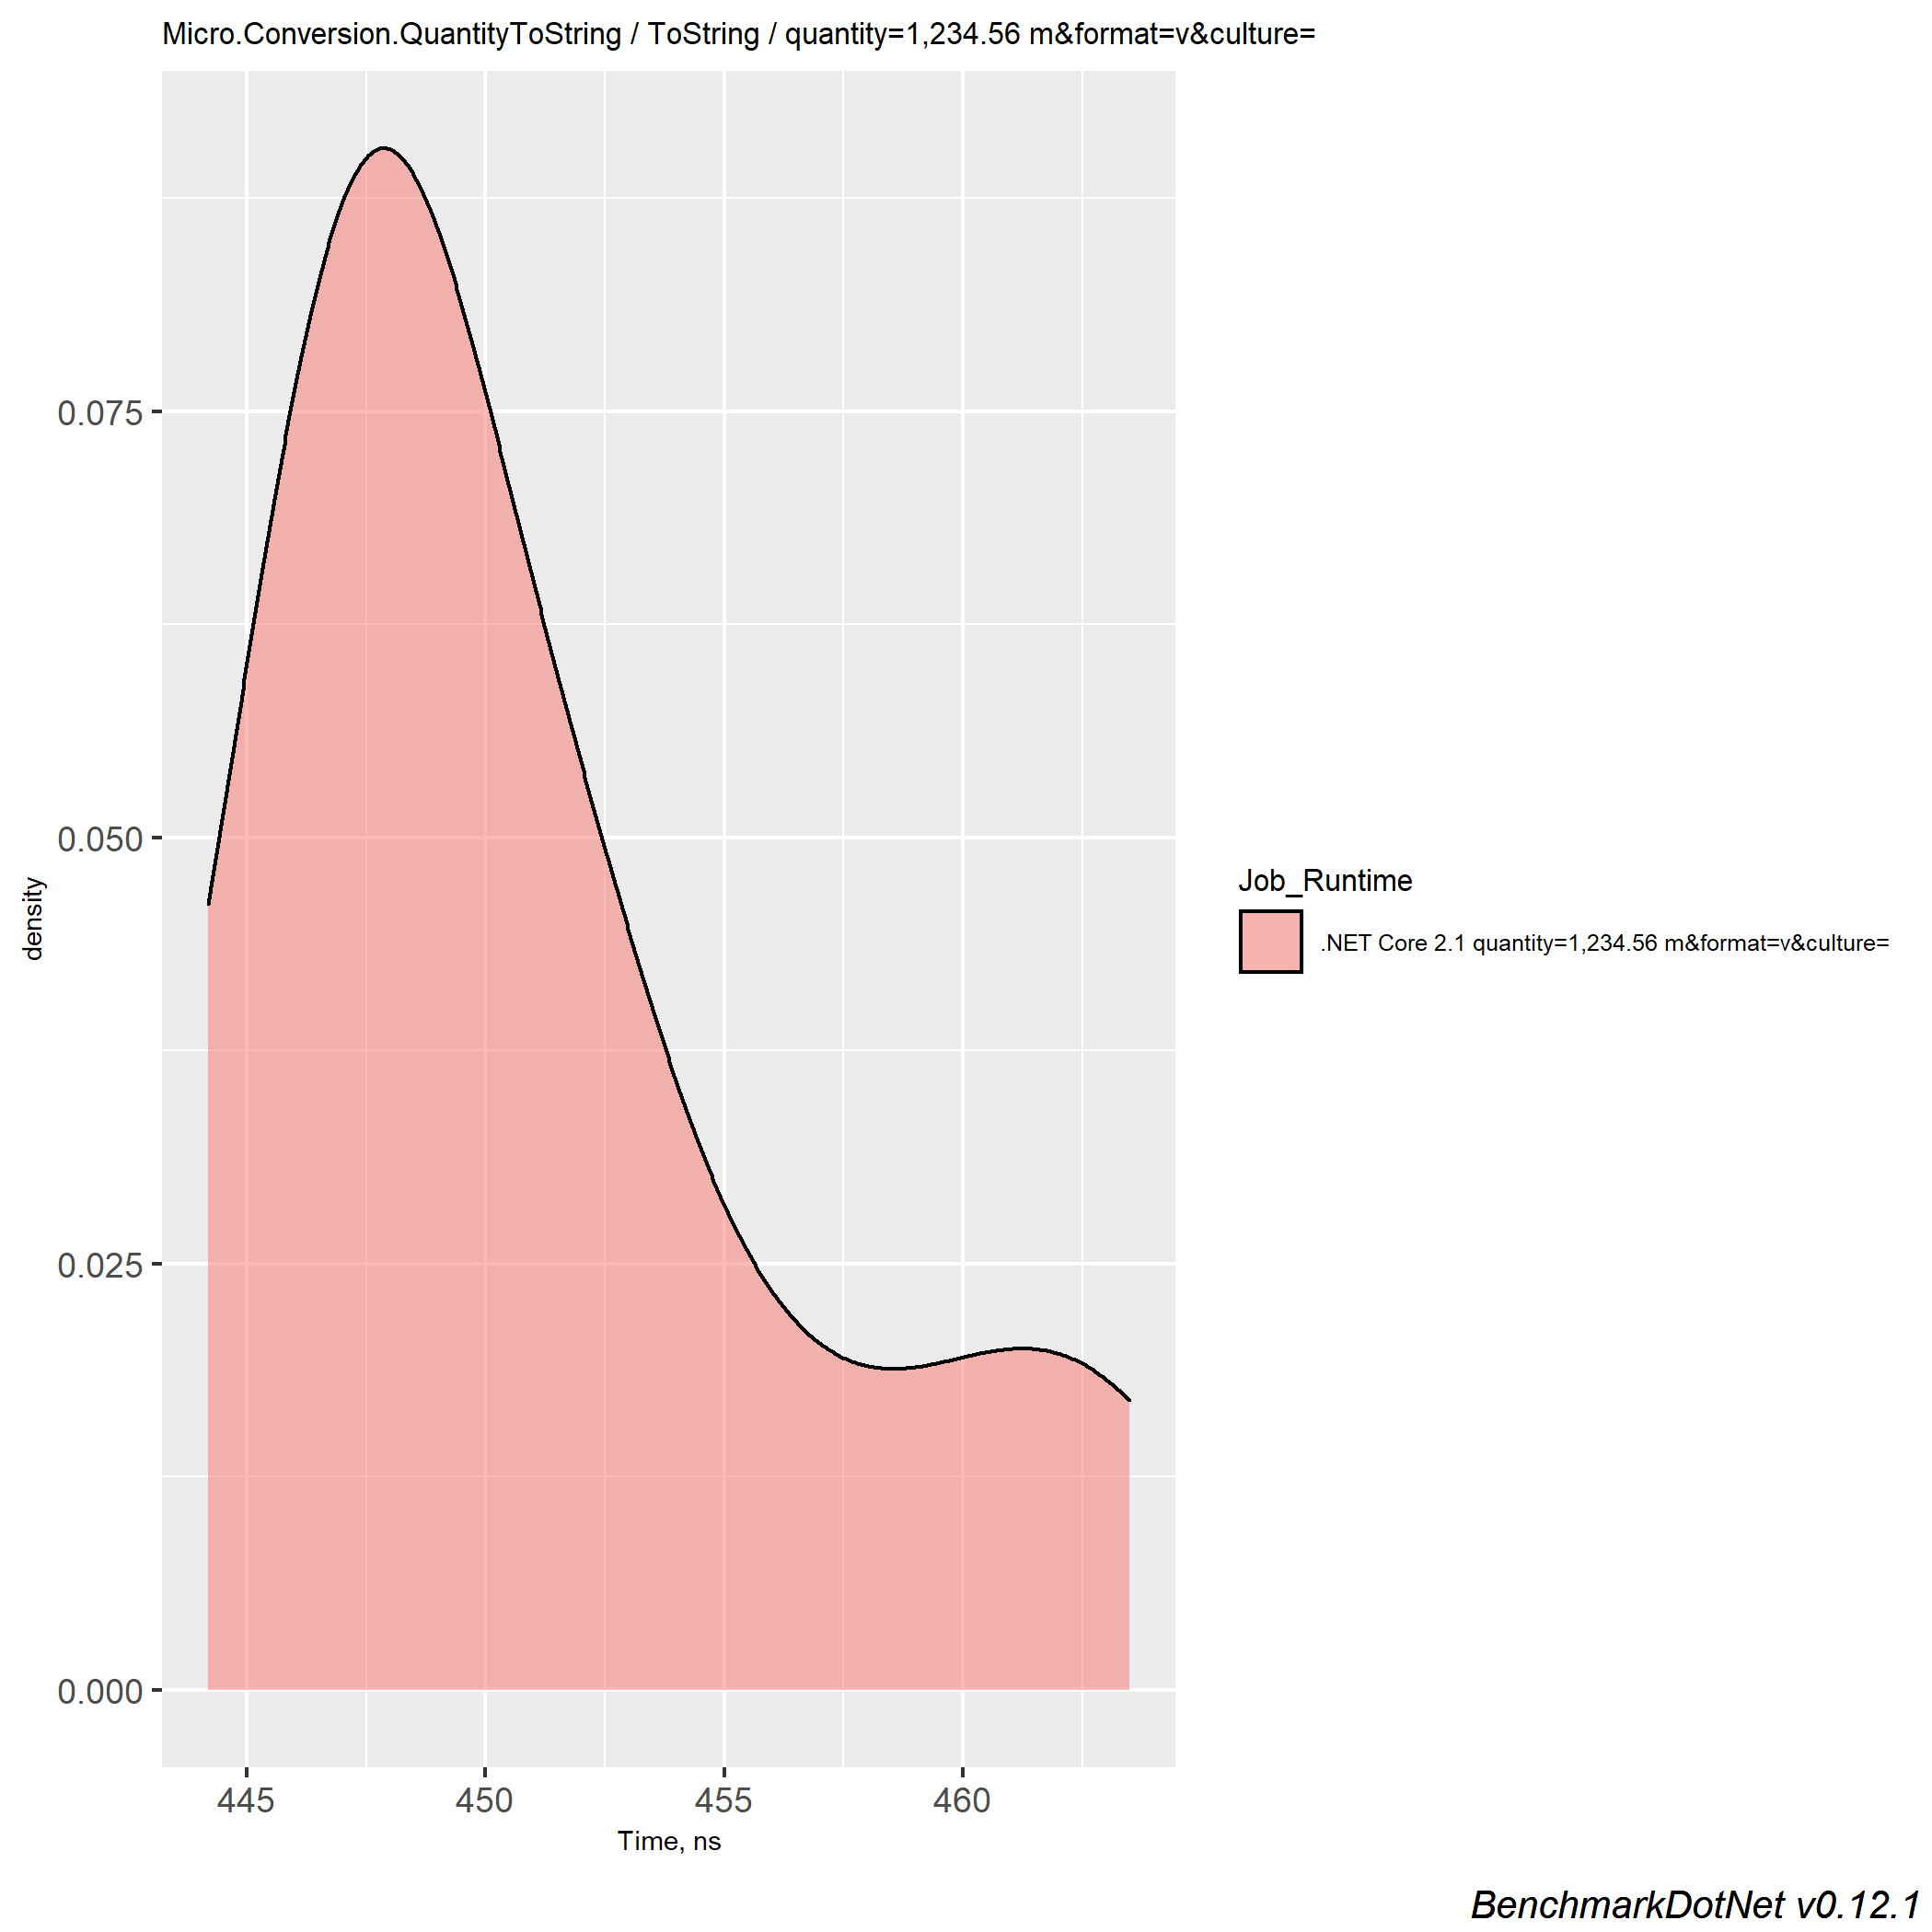 Micro.Conversion.QuantityToString / ToString / quantity=1,234.56 m&format=v&culture=
0.075
0.050
0.025
0.000
density
445 450 455 460
Time, ns
Job_Runtime
.NET Core 2.1 quantity=1,234.56 m&format=v&culture=
BenchmarkDotNet v0.12.1